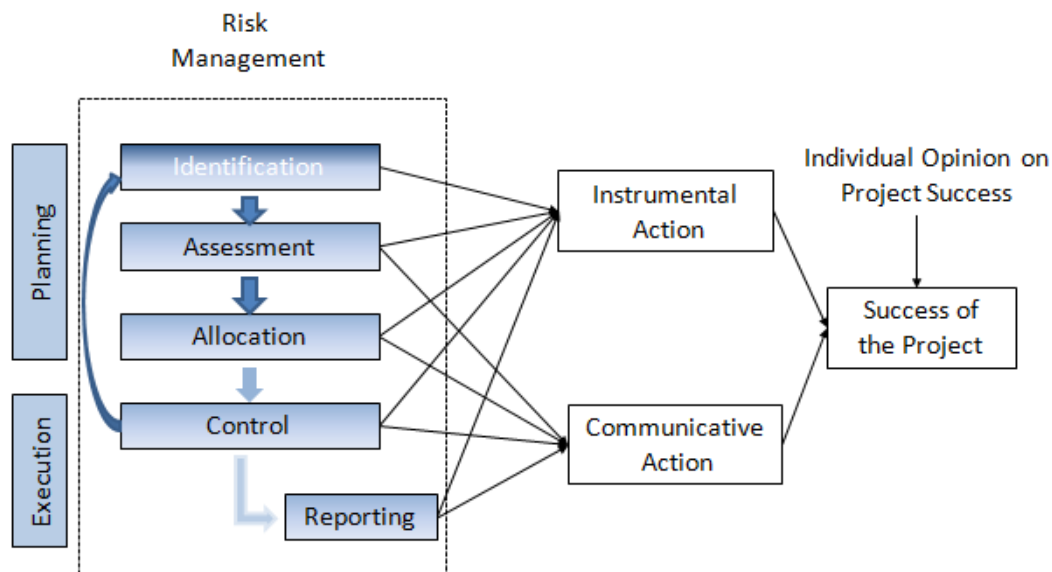 Risk
Management
Planning
Identification
Assessment
Allocation
Execution
Control
Reporting
Instrumental
Action
Communicative
Action
Individual Opinion on
Project Success
Success of
the Project